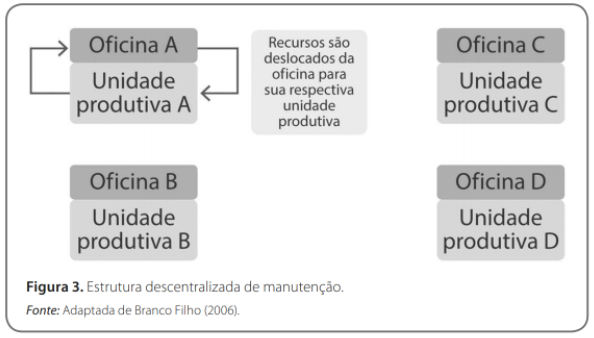 Oficina A
Unidade
produtiva A
Recursos são
deslocados da
oficina para
sua respectiva
unidade
produtiva
Oficina C
Unidade
produtiva C
Oficina B
Unidade
produtiva B
Oficina D
Unidade
produtiva D
Figura 3. Estrutura descentralizada de manutenção.
Fonte: Adaptada de Branco Filho (2006).